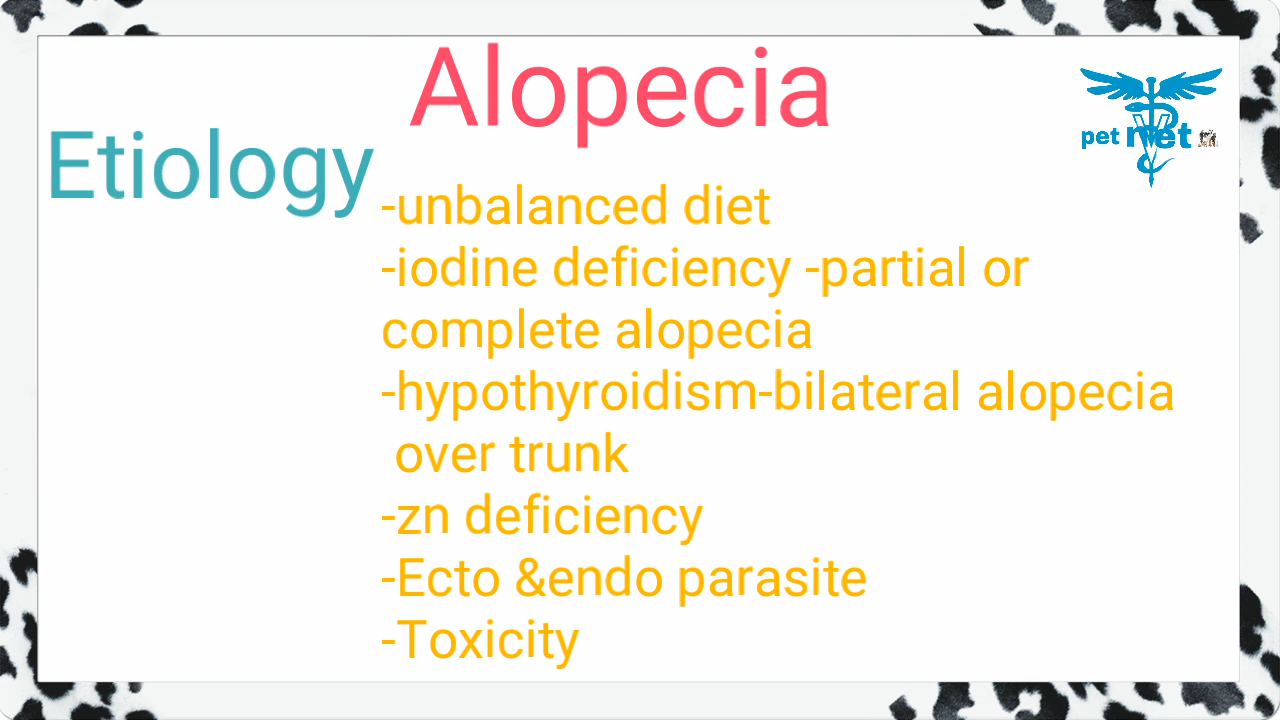 Alopecia
Etiology
-unbalanced diet
-iodine deficiency -partial or
complete alopecia
-hypothyroidism-bilateral alopecia
over trunk
-zn deficiency
-Ecto &endo parasite
-Toxicity
pet net